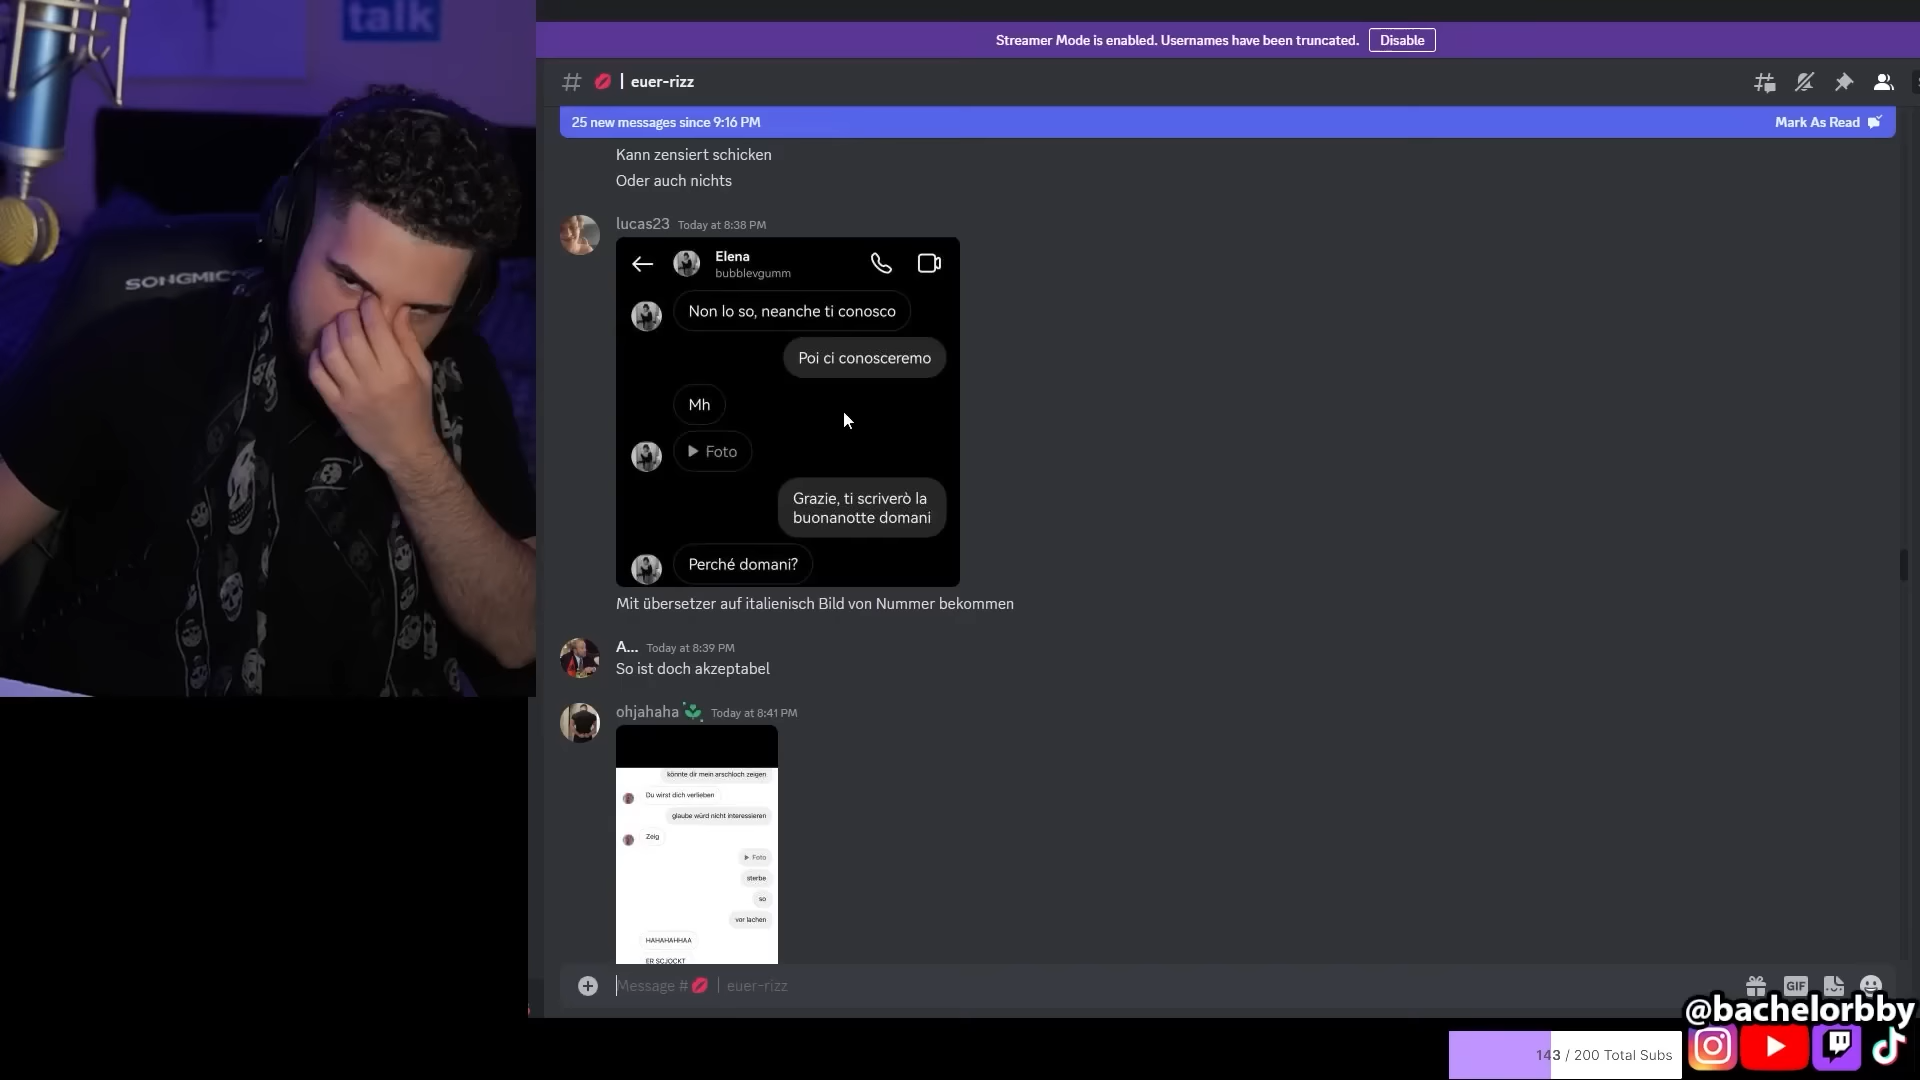 talk
SONGMICS
Streamer Mode is enabled. Usernames have been truncated.
Disable
euer-rizz
25 new messages since 9:16 PM
Mark As Read
Kann zensiert schicken
Oder auch nichts
lucas23 Today at 8:38 PM
Elena
bubblevgumm
Non lo so, neanche ti conosco
Poi ci conosceremo
Mh
Foto
Grazie, ti scriverò la
buonanotte domani
Perché domani?
Mit übersetzer auf italienisch Bild von Nummer bekommen
A... Today at 8:39 PM
So ist doch akzeptabel
ohjahaha Today at 8:41 PM
könnte dir mein arschloch zeigen
Du wirst dich verlieben
glaube würd nicht interessieren
Zeig
Foto
sterbe
so
vor lachen
HAHAHAHHAA
ER SCJOCKT
Message # | euer-rizz
GIF
@bachelorbby
143 / 200 Total Subs